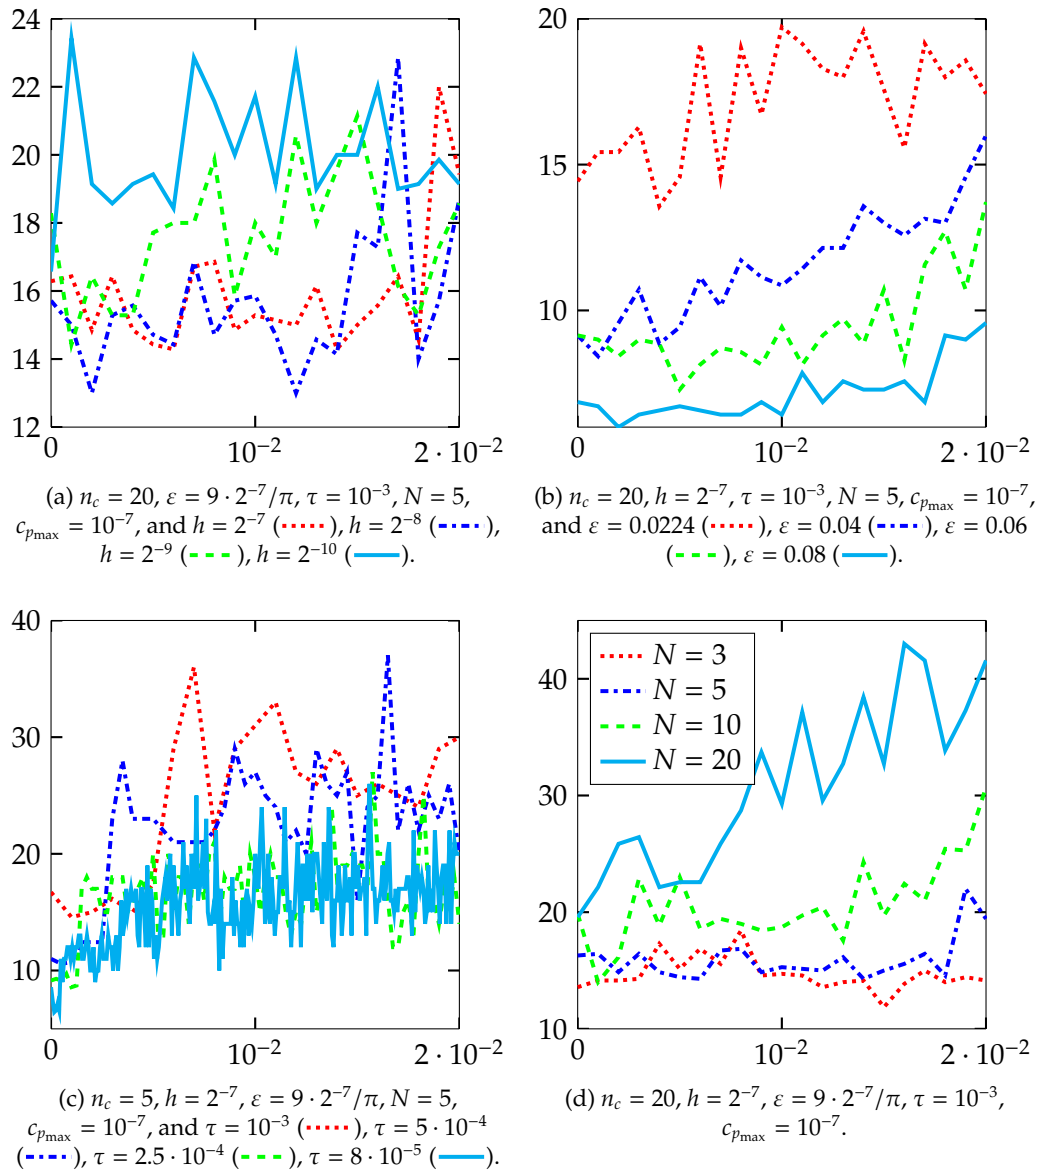 24
22
20
18
16
14
12
0
10⁻²
2 · 10⁻²
20
15
10
0
10⁻²
2 · 10⁻²
(a) n_c = 20, ε = 9 · 2⁻⁷/π, τ = 10⁻³, N = 5,
c_{p_max} = 10⁻⁷, and h = 2⁻⁷ ( ), h = 2⁻⁸ ( ),
h = 2⁻⁹ ( ), h = 2⁻¹⁰ ( ).
(b) n_c = 20, h = 2⁻⁷, τ = 10⁻³, N = 5, c_{p_max} = 10⁻⁷,
and ε = 0.0224 ( ), ε = 0.04 ( ), ε = 0.06
( ), ε = 0.08 ( ).
40
30
20
10
0
10⁻²
2 · 10⁻²
N = 3
N = 5
N = 10
N = 20
40
30
20
10
0
10⁻²
2 · 10⁻²
(c) n_c = 5, h = 2⁻⁷, ε = 9 · 2⁻⁷/π, N = 5,
c_{p_max} = 10⁻⁷, and τ = 10⁻³ ( ), τ = 5 · 10⁻⁴
( ), τ = 2.5 · 10⁻⁴ ( ), τ = 8 · 10⁻⁵ ( ).
(d) n_c = 20, h = 2⁻⁷, ε = 9 · 2⁻⁷/π, τ = 10⁻³,
c_{p_max} = 10⁻⁷.